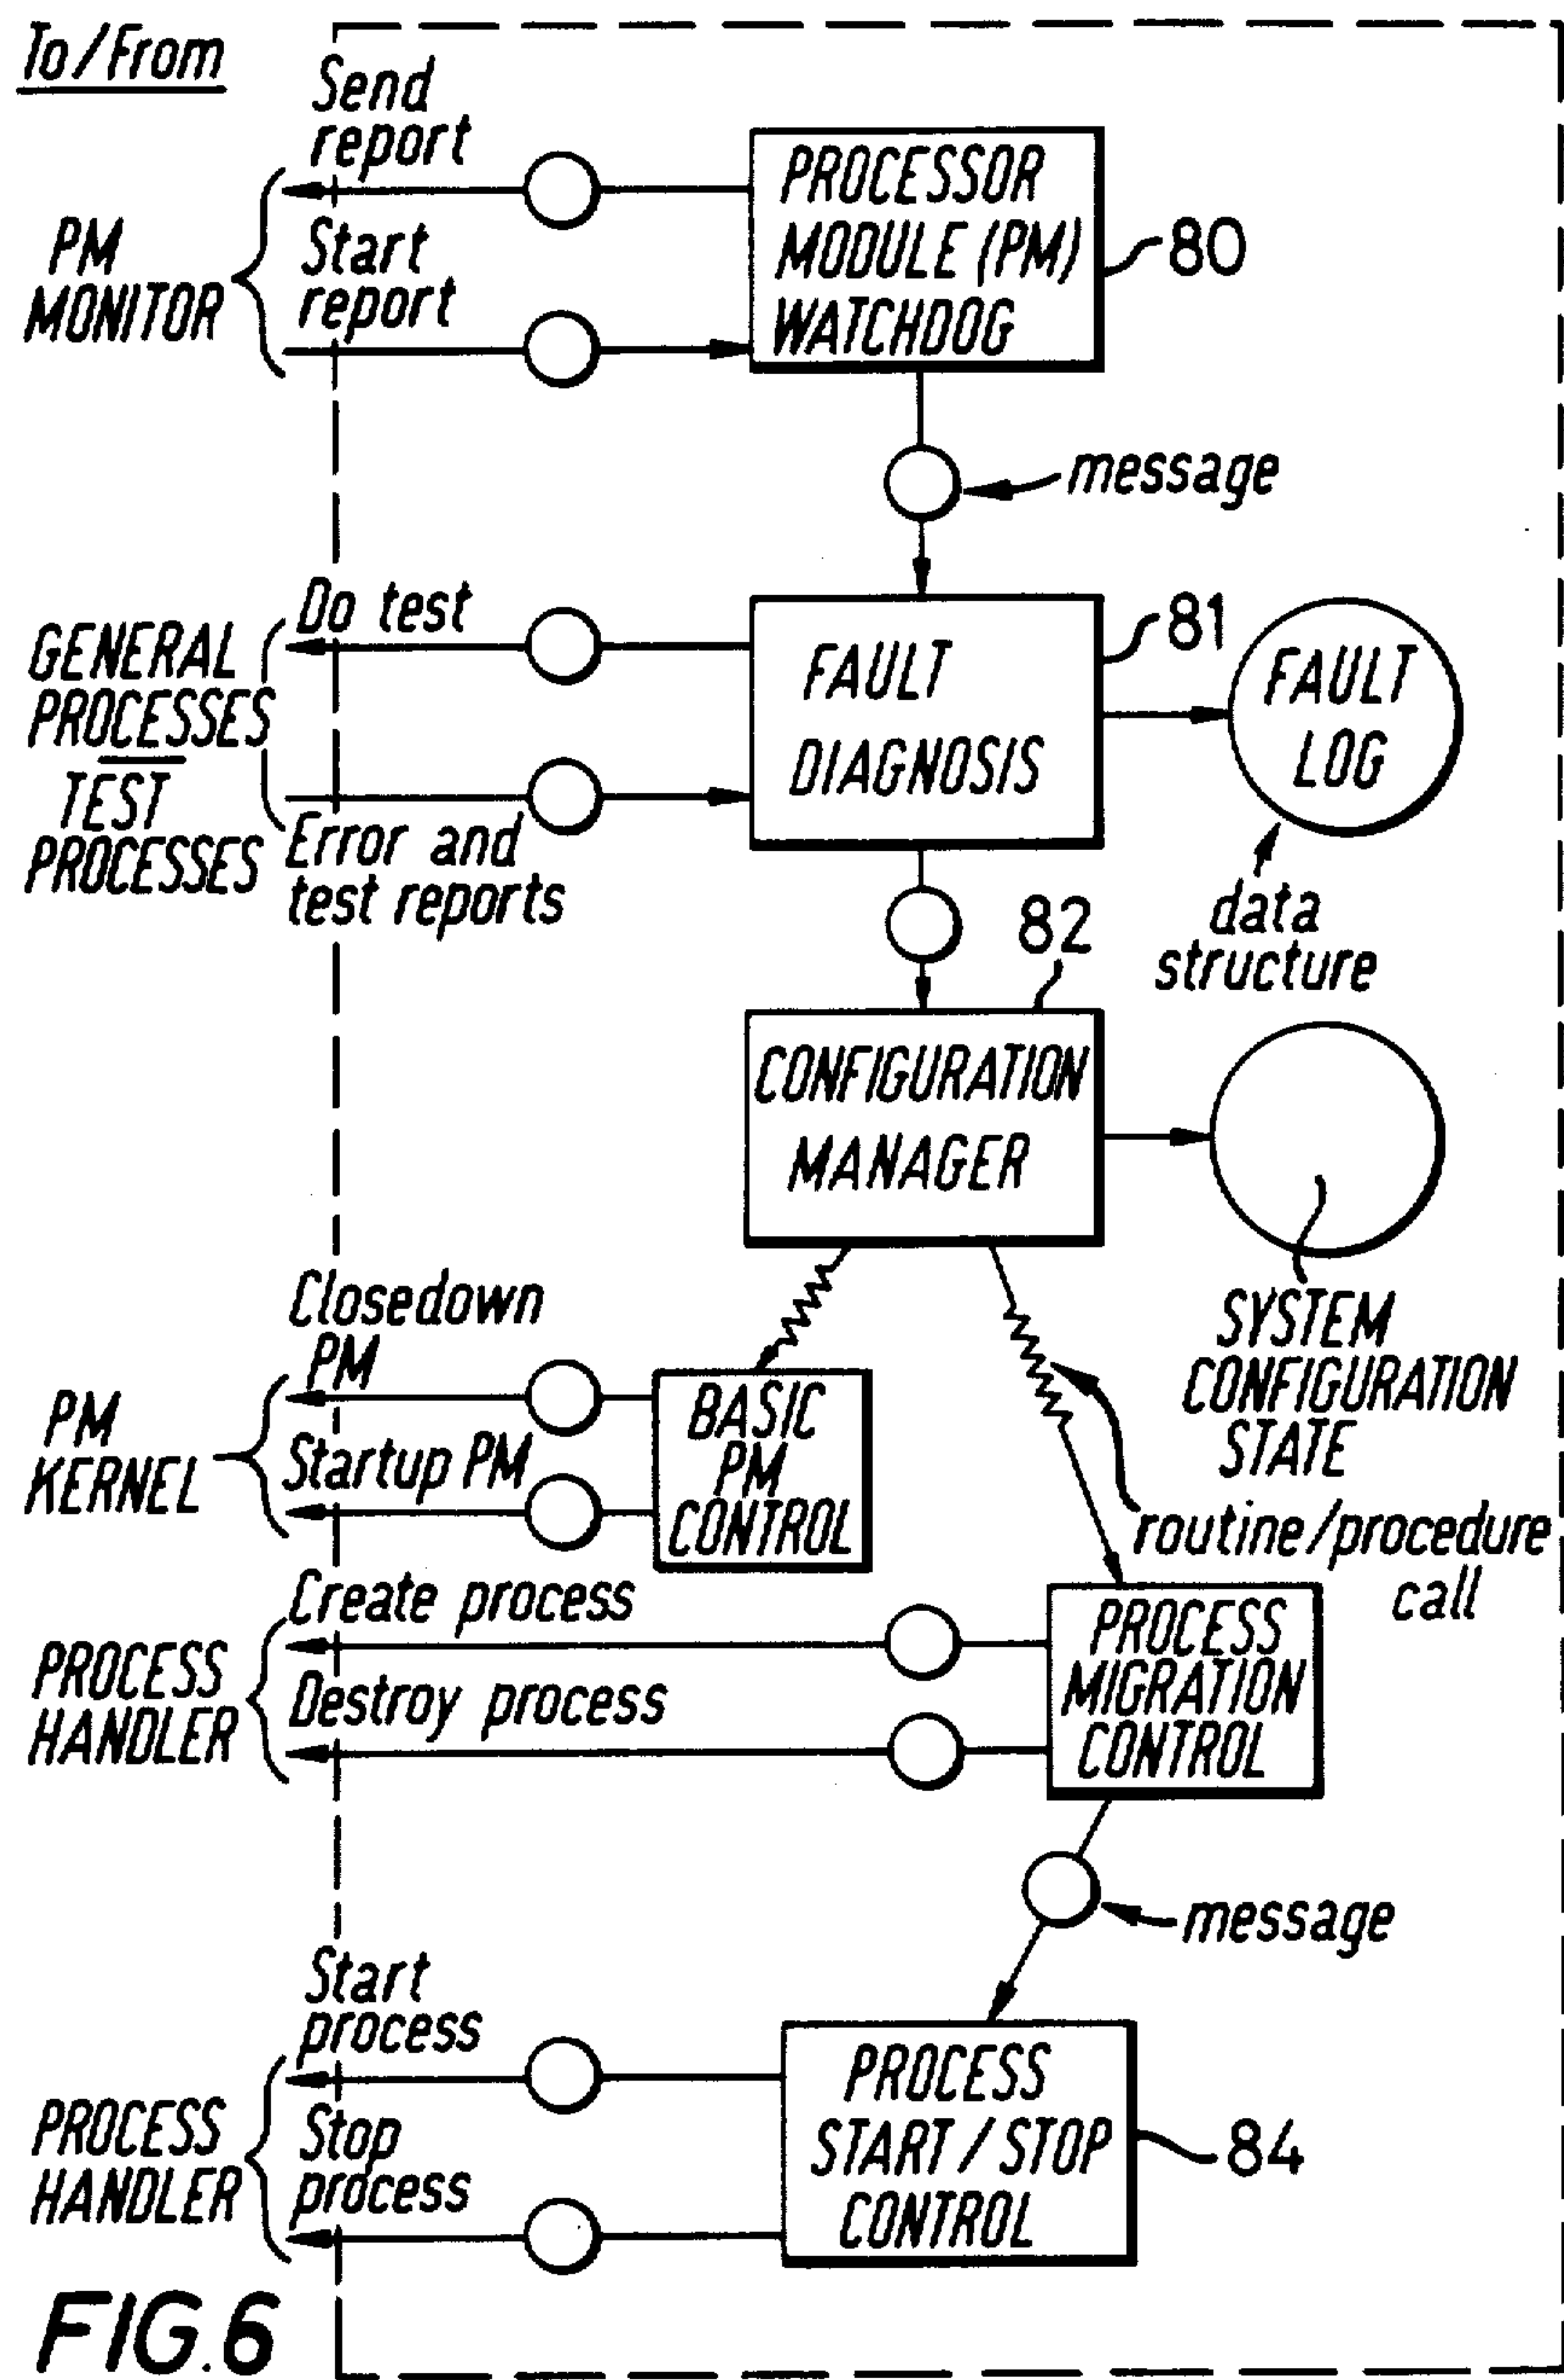 To/From
Send
report
PROCESSOR
MODULE (PM)
WATCHDOG
80
PM
MONITOR
Start
report
message
Do test
GENERAL
PROCESSES
TEST
PROCESSES
Error and
test reports
FAULT
DIAGNOSIS
81
FAULT
LOG
data
structure
82
CONFIGURATION
MANAGER
SYSTEM
CONFIGURATION
STATE
Closedown
PM
PM
KERNEL
Startup PM
BASIC
PM
CONTROL
routine/procedure
call
Create process
PROCESS
HANDLER
Destroy process
PROCESS
MIGRATION
CONTROL
message
Start
process
PROCESS
HANDLER
Stop
process
PROCESS
START/STOP
CONTROL
84
FIG.6